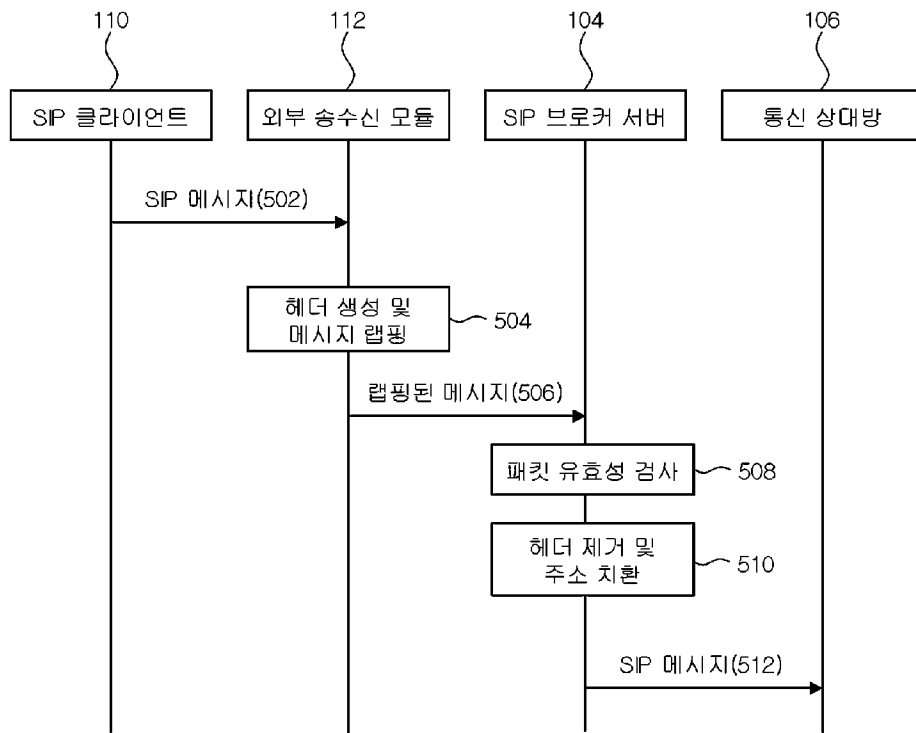 110
112
104
106
SIP 클라이언트
외부 송수신 모듈
SIP 브로커 서버
통신 상대방
SIP 메시지(502)
헤더 생성 및
메시지 랩핑
504
랩핑된 메시지(506)
패킷 유효성 검사
508
헤더 제거 및
주소 치환
510
SIP 메시지(512)